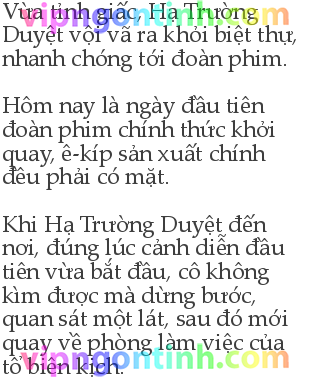 Vừa tỉnh giấc, Hạ Trường
Duyệt vội vã ra khỏi biệt thự,
nhanh chóng tới đoàn phim.
Hôm nay là ngày đầu tiên
đoàn phim chính thức khởi
quay, ê-kíp sản xuất chính
đều phải có mặt.
Khi Hạ Trường Duyệt đến
nơi, đúng lúc cảnh diễn đầu
tiên vừa bắt đầu, cô không
kìm được mà dừng bước,
quan sát một lát, sau đó mới
quay về phòng làm việc của
tổ biên kịch.
vipngontinh.com
vipngontinh.com